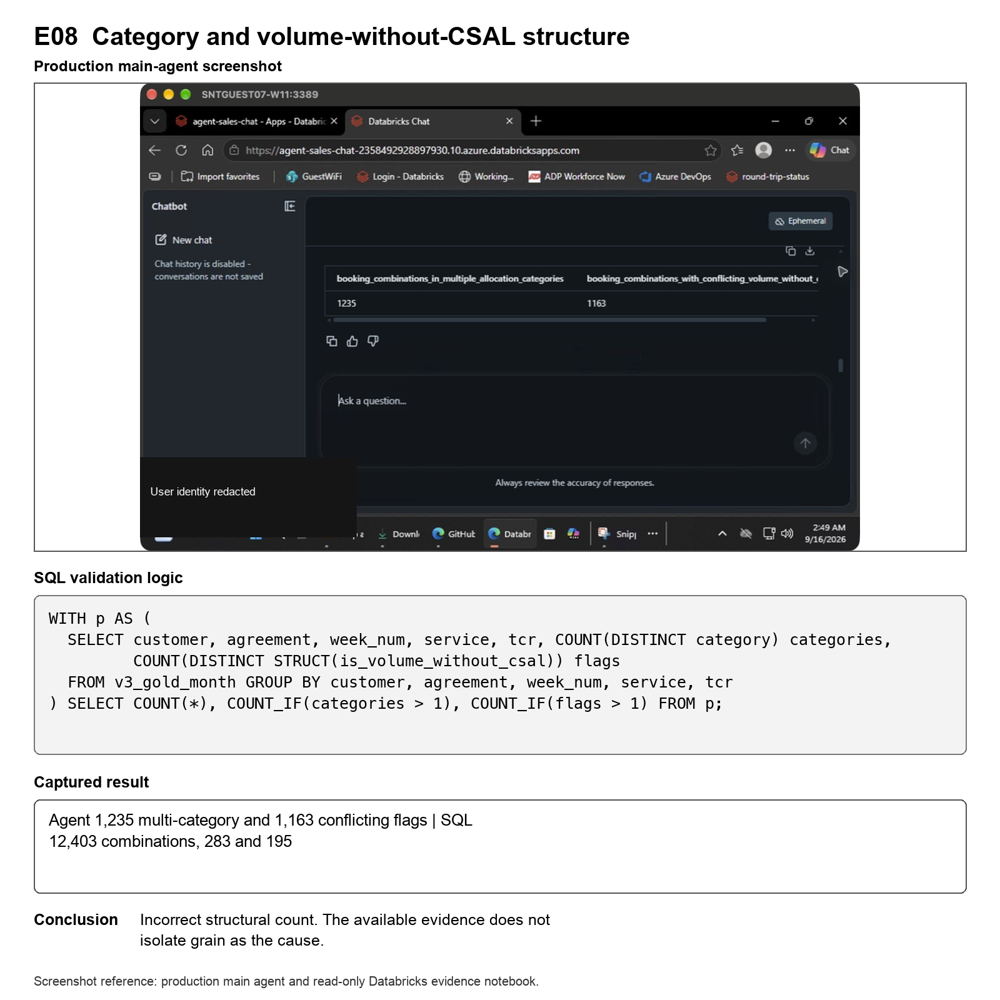 E08 Category and volume-without-CSAL structure
Production main-agent screenshot
SNTGUEST07-W11:3389
agent-sales-chat - Apps - Databric
Databricks Chat
https://agent-sales-chat-2358492928897930.10.azure.databricksapps.com
Chat
Import favorites
GuestWiFi
Login - Databricks
Working...
ADP Workforce Now
Azure DevOps
round-trip-status
Chatbot
Ephemeral
New chat
Chat history is disabled -
conversations are not saved
booking_combinations_in_multiple_allocation_categories booking_combinations_with_conflicting_volume_without_
1235 1163
Ask a question...
Always review the accuracy of responses.
User identity redacted
Downl
GitHub
Databr
Snip
2:49 AM
9/16/2026
SQL validation logic
WITH p AS (
SELECT customer, agreement, week_num, service, tcr, COUNT(DISTINCT category) categories,
COUNT(DISTINCT STRUCT(is_volume_without_csal)) flags
FROM v3_gold_month GROUP BY customer, agreement, week_num, service, tcr
) SELECT COUNT(*), COUNT_IF(categories > 1), COUNT_IF(flags > 1) FROM p;
Captured result
Agent 1,235 multi-category and 1,163 conflicting flags | SQL
12,403 combinations, 283 and 195
Conclusion Incorrect structural count. The available evidence does not
isolate grain as the cause.
Screenshot reference: production main agent and read-only Databricks evidence notebook.